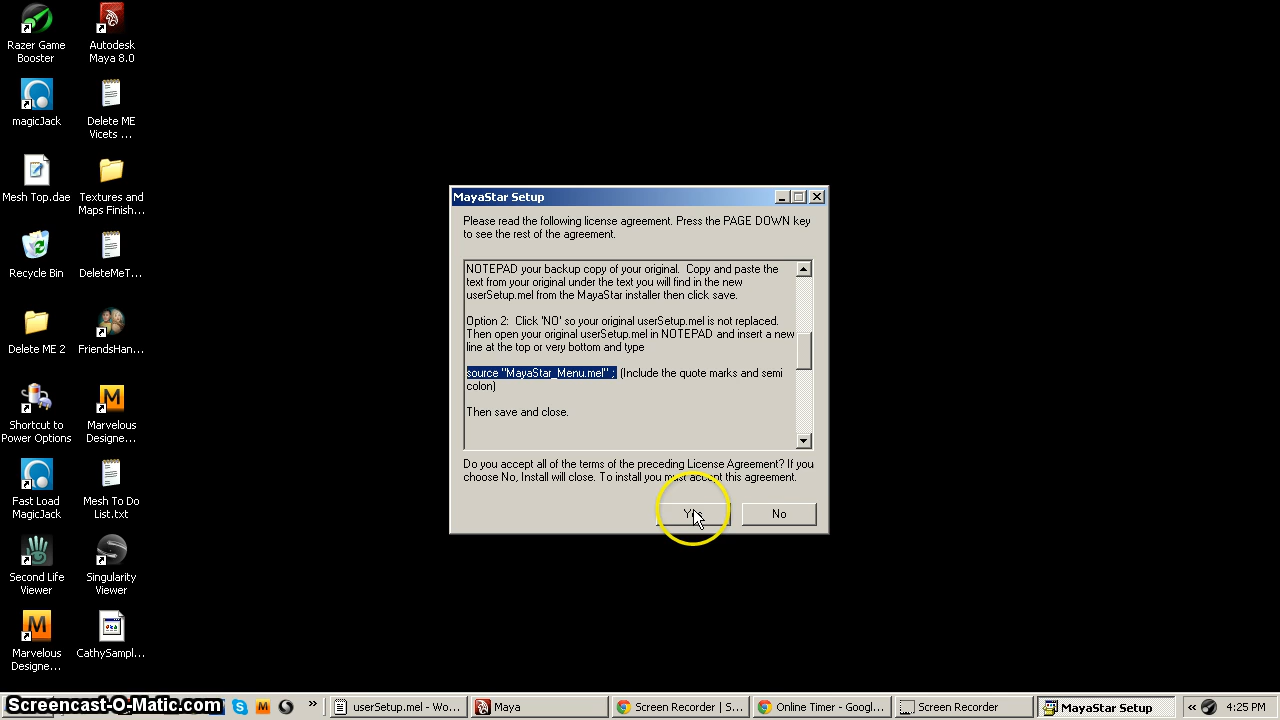 Razer Game
Booster
Autodesk
Maya 8.0
magicJack
Delete ME
Vicets ...
Mesh Top.dae
Textures and
Maps Finish...
Recycle Bin
DeleteMeT...
Delete ME 2
FriendsHan...
Shortcut to
Power Options
Marvelous
Designe...
Fast Load
MagicJack
Mesh To Do
List.txt
Second Life
Viewer
Singularity
Viewer
Marvelous
Designe...
CathySampl...
MayaStar Setup
Please read the following license agreement. Press the PAGE DOWN key
to see the rest of the agreement.
NOTEPAD your backup copy of your original. Copy and paste the
text from your original under the text you will find in the new
userSetup.mel from the MayaStar installer then click save.
Option 2: Click 'NO' so your original userSetup.mel is not replaced.
Then open your original userSetup.mel in NOTEPAD and insert a new
line at the top or very bottom and type
source "MayaStar_Menu.mel" ; (Include the quote marks and semi
colon)
Then save and close.
Do you accept all of the terms of the preceding License Agreement? If you
choose No, Install will close. To install you must accept this agreement.
Yes
No
Screencast-O-Matic.com
userSetup.mel - Wo...
Maya
Screen Recorder | S...
Online Timer - Googl...
Screen Recorder
MayaStar Setup
4:25 PM